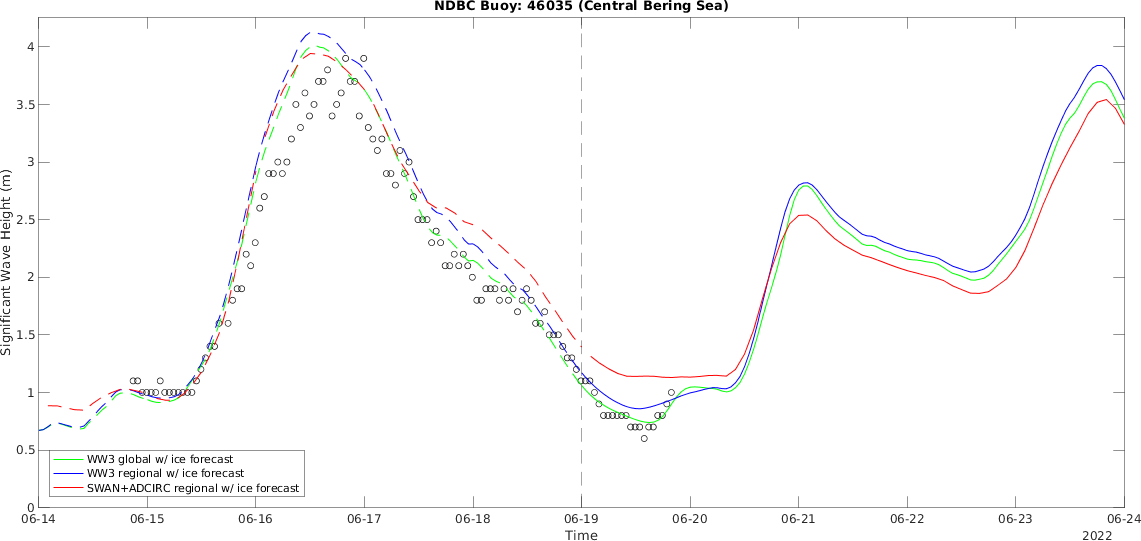 NDBC Buoy: 46035 (Central Bering Sea)
4
3.5
3
2.5
2
1.5
1
0.5
0
Significant Wave Height (m)
WW3 global w/ ice forecast
WW3 regional w/ ice forecast
SWAN+ADCIRC regional w/ ice forecast
06-14 06-15 06-16 06-17 06-18 06-19 06-20 06-21 06-22 06-23 06-24
Time
2022